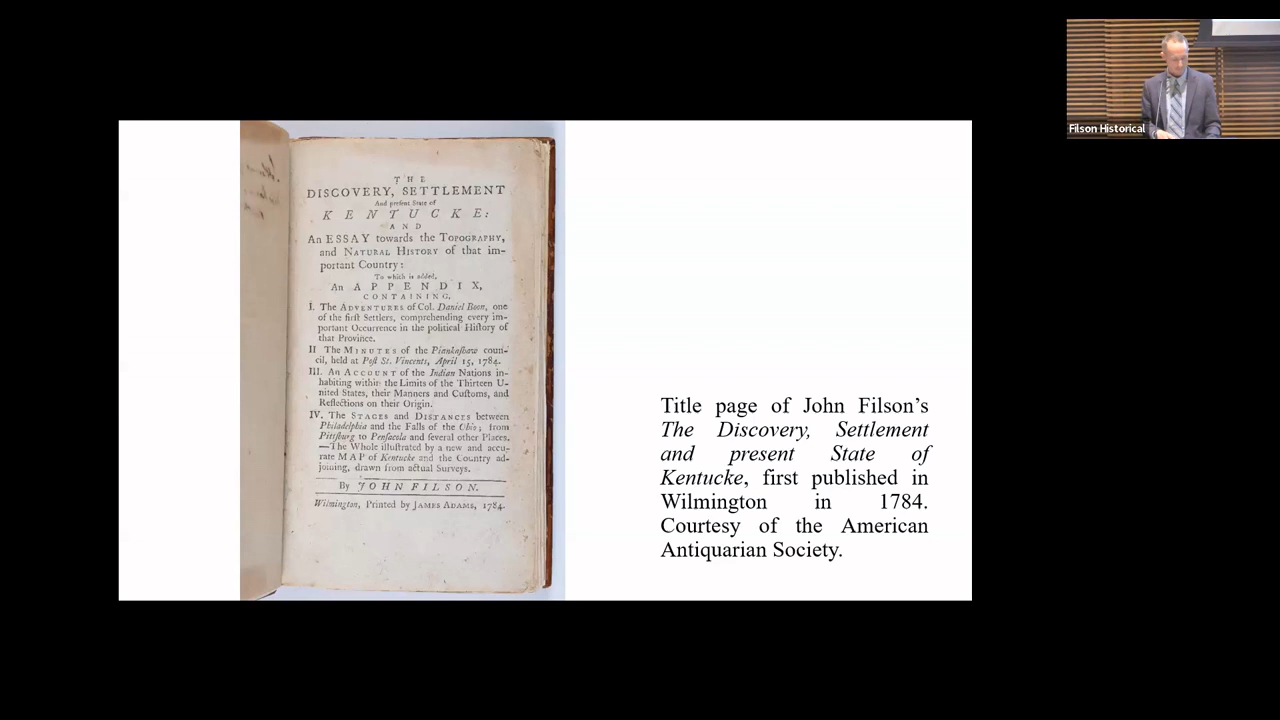 THE
DISCOVERY, SETTLEMENT
And present State of
KENTUCKE:
AND
An ESSAY towards the TOPOGRAPHY,
and NATURAL HISTORY of that im-
portant Country:
To which is added,
An APPENDIX,
CONTAINING,
I. The ADVENTURES of Col. Daniel Boon, one
of the first Settlers, comprehending every im-
portant Occurrence in the political History of
that Province.
II The MINUTES of the Piankashaw coun-
cil, held at Post St. Vincents, April 15, 1784.
III. An ACCOUNT of the Indian Nations in-
habiting within the Limits of the Thirteen U-
nited States, their Manners and Customs, and
Reflections on their Origin.
IV. The STAGES and DISTANCES between
Philadelphia and the Falls of the Ohio; from
Pittsburg to Pensacola and several other Places.
—The Whole illustrated by a new and accu-
rate MAP of Kentucke and the Country ad-
joining, drawn from actual Surveys.
By JOHN FILSON.
Wilmington, Printed by JAMES ADAMS, 1784.
Title page of John Filson's
The Discovery, Settlement
and present State of
Kentucke, first published in
Wilmington in 1784.
Courtesy of the American
Antiquarian Society.
Filson Historical